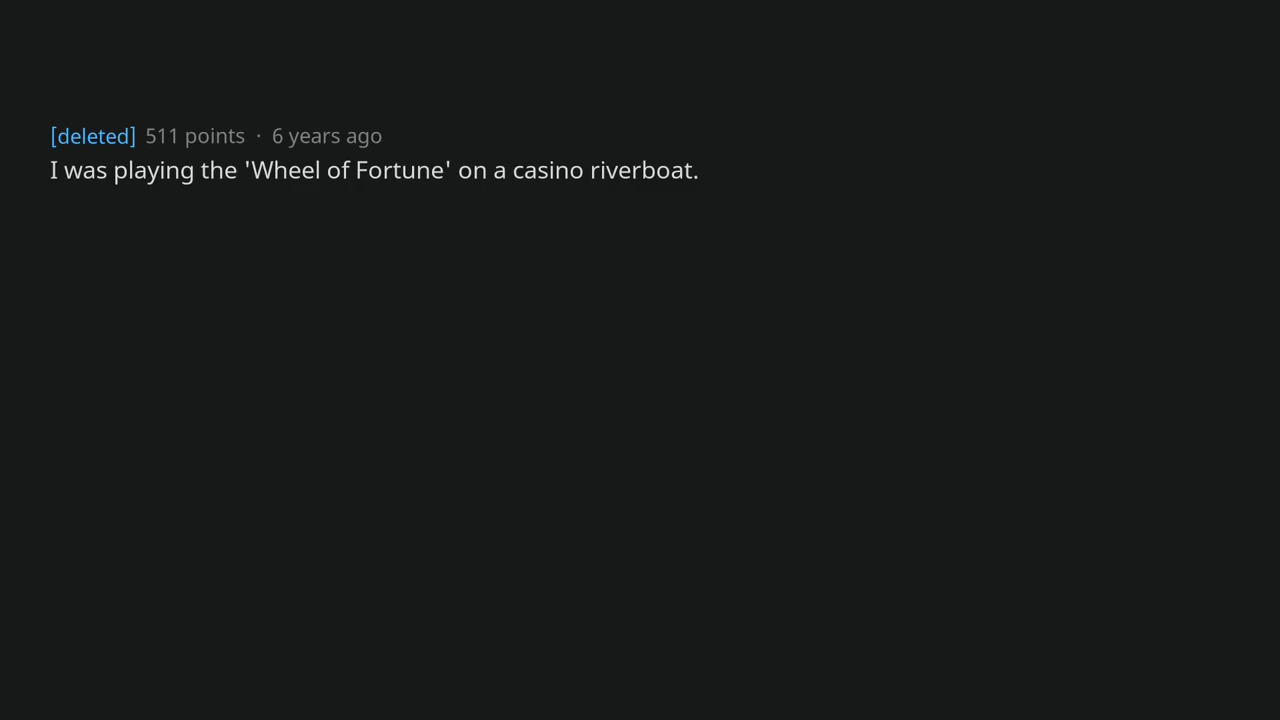 [deleted] 511 points · 6 years ago
I was playing the 'Wheel of Fortune' on a casino riverboat.